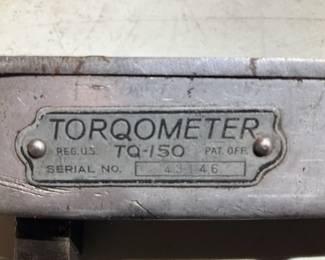 TORQOMETER
REG. U.S. TQ-150 PAT. OFF.
SERIAL NO. 43146